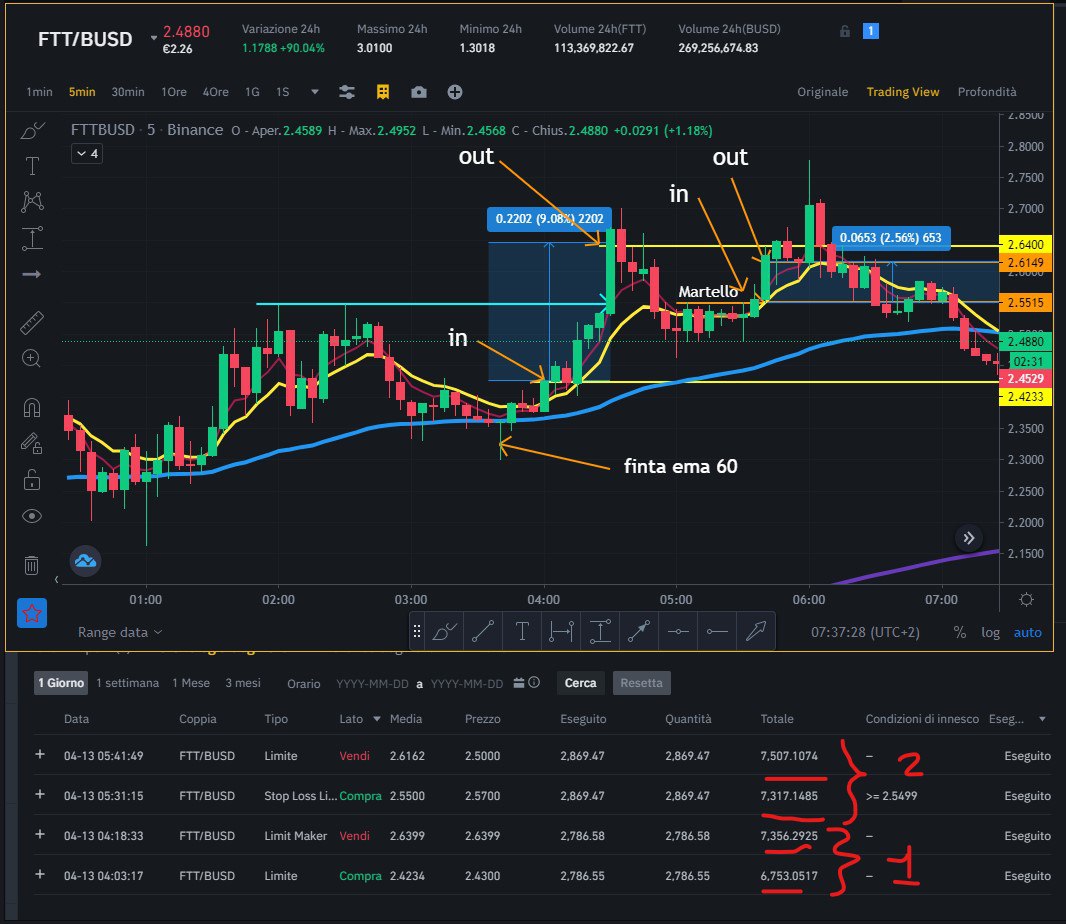 FTT/BUSD 2.4880 €2.26
Variazione 24h 1.1788 +90.04%
Massimo 24h 3.0100
Minimo 24h 1.3018
Volume 24h(FTT) 113,369,822.67
Volume 24h(BUSD) 269,256,674.83
1
1min 5min 30min 1Ore 4Ore 1G 1S Originale Trading View Profondità
FTTBUSD · 5 · Binance O - Aper.2.4589 H - Max.2.4952 L - Min.2.4568 C - Chius.2.4880 +0.0291 (+1.18%)
4
2.8500
2.8000
2.7500
2.7000
2.6400
2.6149
2.6000
2.5515
2.5000
2.4880
02:31
2.4529
2.4233
2.3500
2.3000
2.2500
2.2000
2.1500
out
out
in
0.2202 (9.08%) 2202
0.0653 (2.56%) 653
Martello
in
finta ema 60
01:00 02:00 03:00 04:00 05:00 06:00 07:00
Range data 07:37:28 (UTC+2) % log auto
1 Giorno 1 settimana 1 Mese 3 mesi Orario YYYY-MM-DD a YYYY-MM-DD Cerca Resetta
Data Coppia Tipo Lato Media Prezzo Eseguito Quantità Totale Condizioni di innesco Eseg...
04-13 05:41:49 FTT/BUSD Limite Vendi 2.6162 2.5000 2,869.47 2,869.47 7,507.1074 – Eseguito
2
04-13 05:31:15 FTT/BUSD Stop Loss Li... Compra 2.5500 2.5700 2,869.47 2,869.47 7,317.1485 >= 2.5499 Eseguito
04-13 04:18:33 FTT/BUSD Limit Maker Vendi 2.6399 2.6399 2,786.58 2,786.58 7,356.2925 – Eseguito
1
04-13 04:03:17 FTT/BUSD Limite Compra 2.4234 2.4300 2,786.55 2,786.55 6,753.0517 – Eseguito